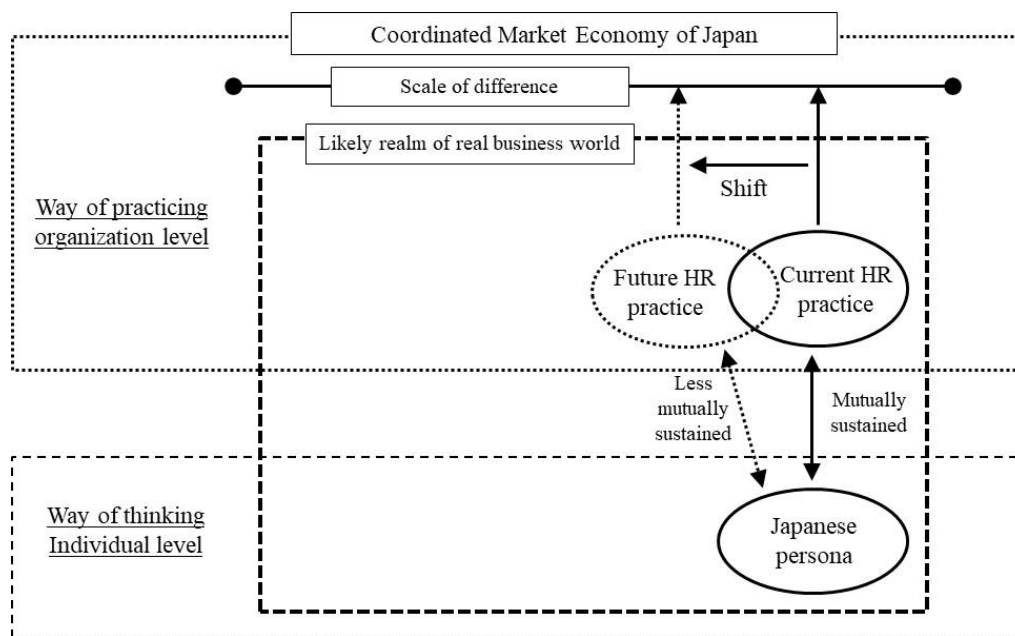 Coordinated Market Economy of Japan
Scale of difference
Likely realm of real business world
Shift
Way of practicing
organization level
Future HR
practice
Current HR
practice
Less
mutually
sustained
Mutually
sustained
Way of thinking
Individual level
Japanese
persona